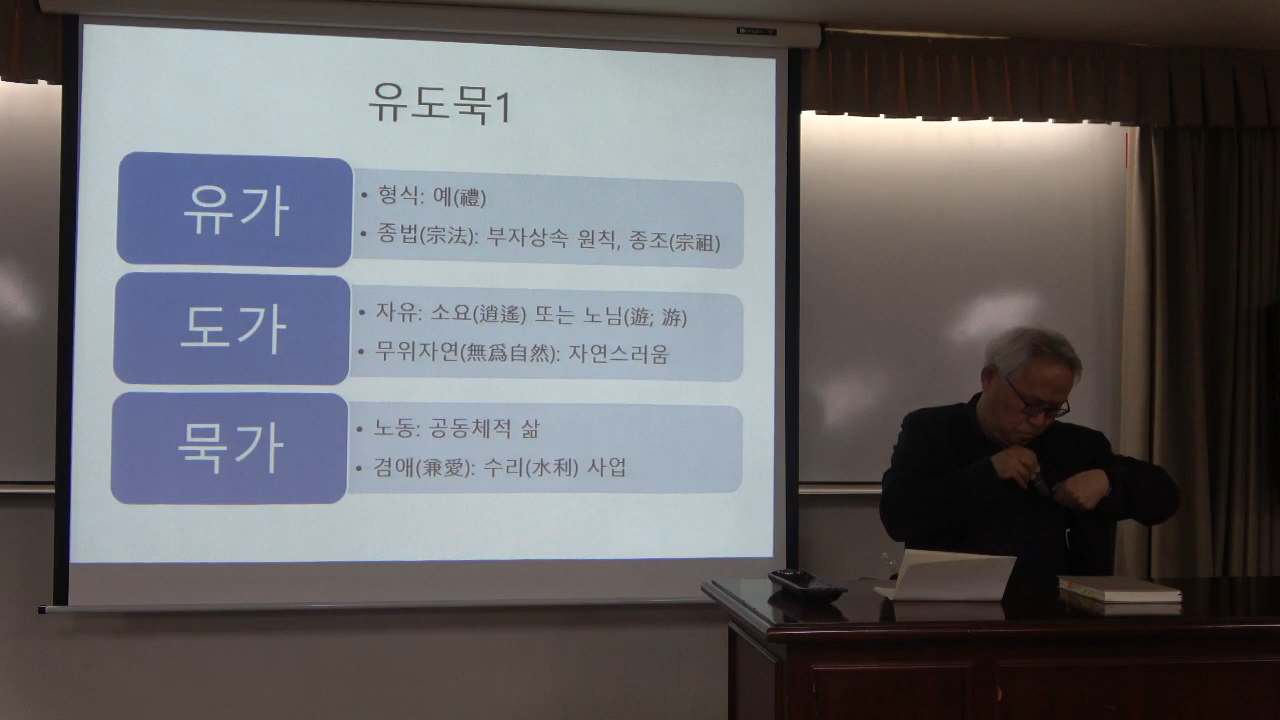 유도묵1
유가
• 형식: 예(禮)
• 종법(宗法): 부자상속 원칙, 종조(宗祖)
도가
• 자유: 소요(逍遙) 또는 노님(遊; 游)
• 무위자연(無爲自然): 자연스러움
묵가
• 노동: 공동체적 삶
• 겸애(兼愛): 수리(水利) 사업